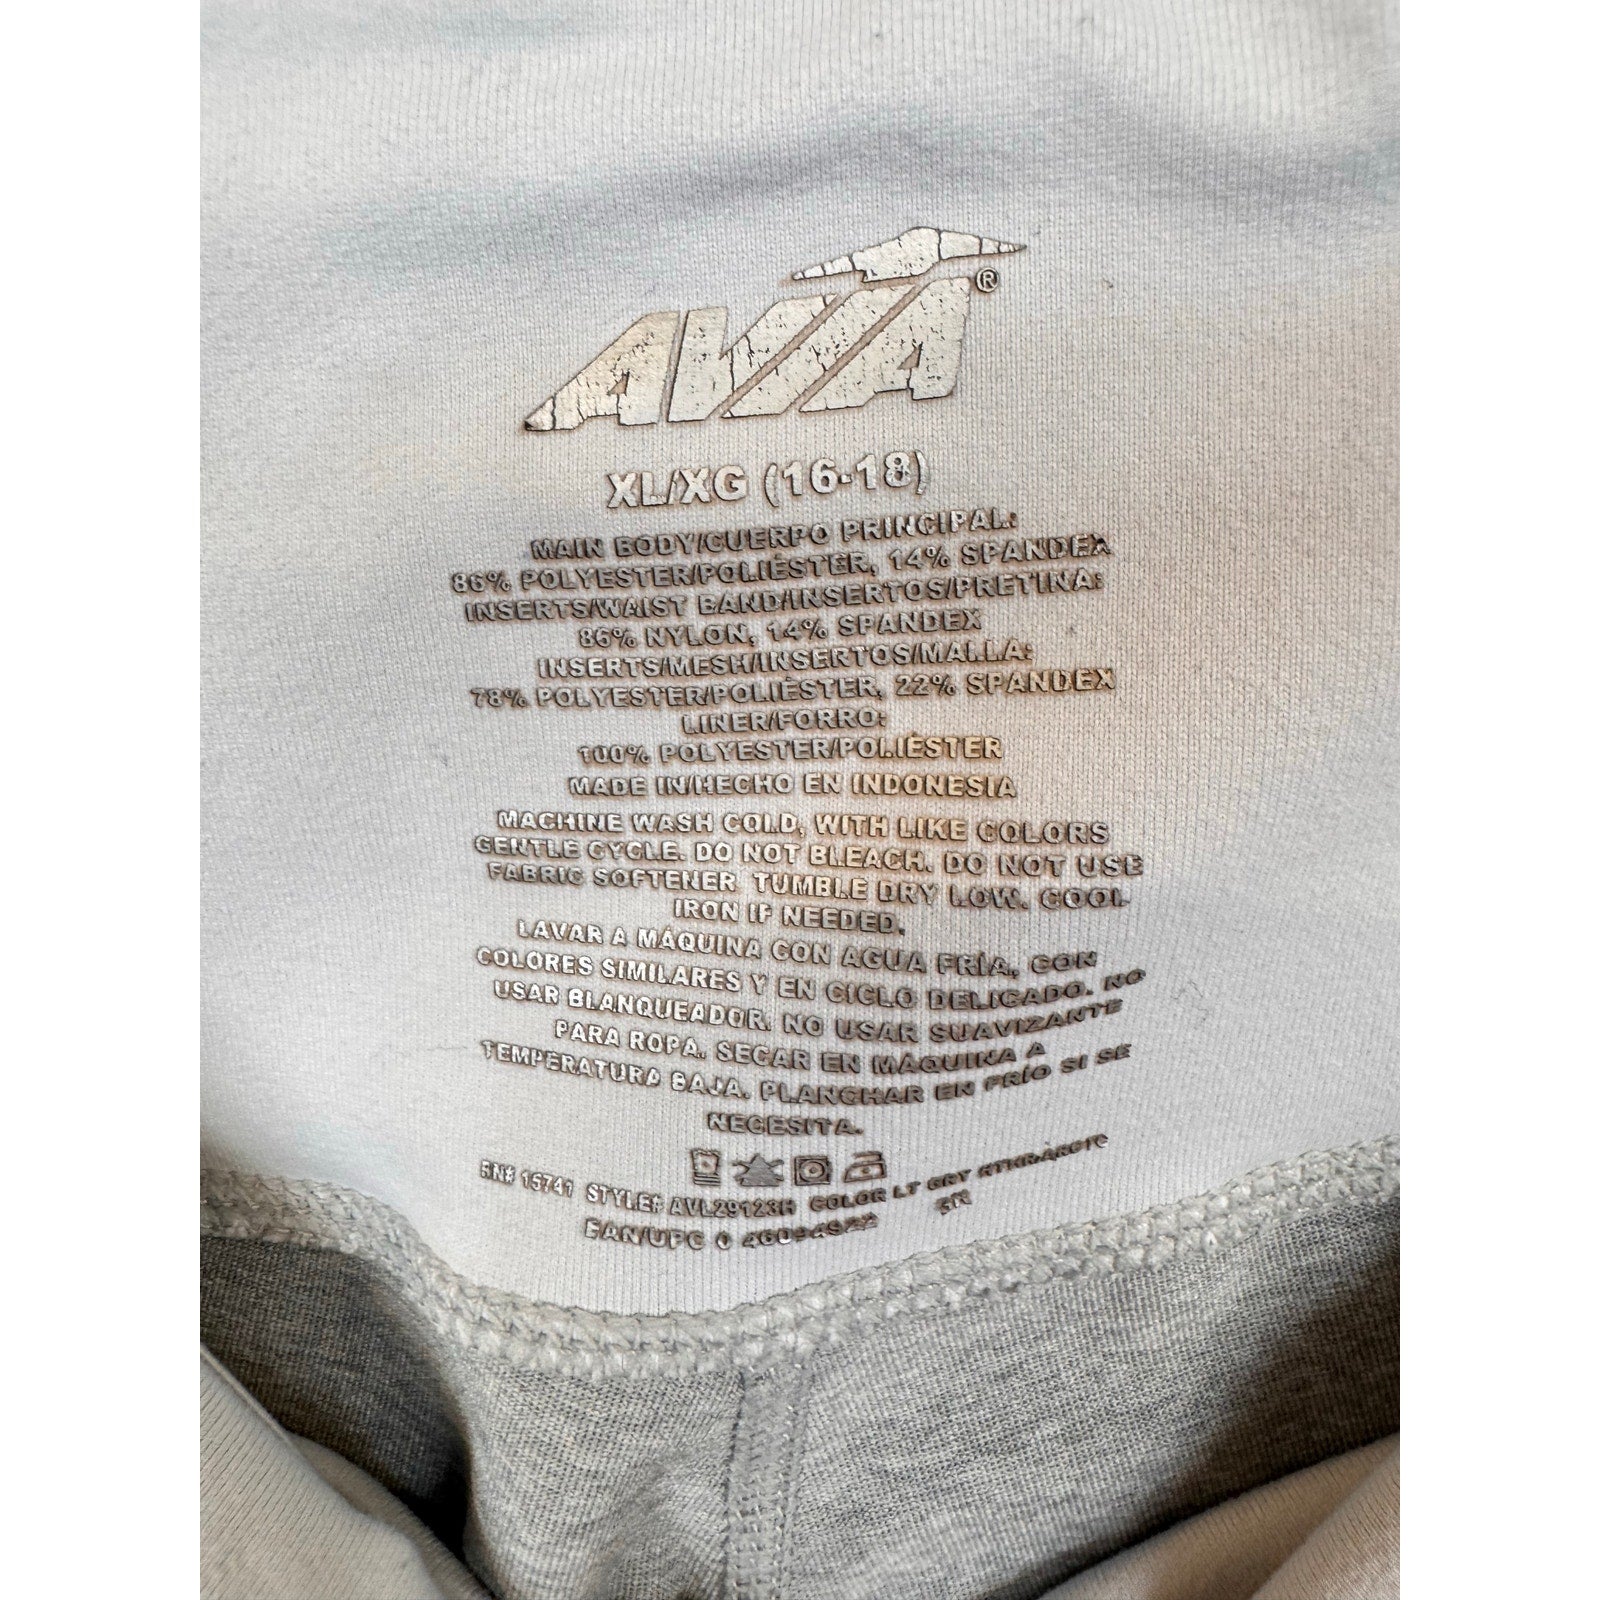 AVIA®
XL/XG (16-18)
MAIN BODY/CUERPO PRINCIPAL:
86% POLYESTER/POLIÉSTER, 14% SPANDEX
INSERTS/WAIST BAND/INSERTOS/PRETINA:
86% NYLON, 14% SPANDEX
INSERTS/MESH/INSERTOS/MALLA:
78% POLYESTER/POLIÉSTER, 22% SPANDEX
LINER/FORRO:
100% POLYESTER/POLIÉSTER
MADE IN/HECHO EN INDONESIA
MACHINE WASH COLD, WITH LIKE COLORS
GENTLE CYCLE. DO NOT BLEACH. DO NOT USE
FABRIC SOFTENER. TUMBLE DRY LOW. COOL
IRON IF NEEDED.
LAVAR A MÁQUINA CON AGUA FRÍA, CON
COLORES SIMILARES Y EN CICLO DELICADO. NO
USAR BLANQUEADOR. NO USAR SUAVIZANTE
PARA ROPA. SECAR EN MÁQUINA A
TEMPERATURA BAJA. PLANCHAR EN FRÍO SI SE
NECESITA.
RN# 15741 STYLE# AVL29123H COLOR LT GRY
EAN/UPC 0